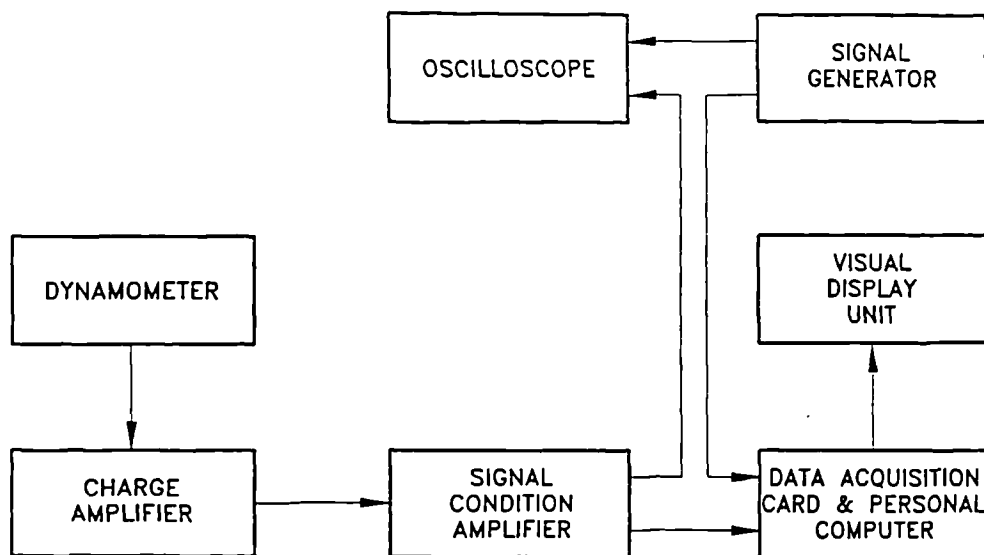 OSCILLOSCOPE
SIGNAL
GENERATOR
DYNAMOMETER
VISUAL
DISPLAY
UNIT
CHARGE
AMPLIFIER
SIGNAL
CONDITION
AMPLIFIER
DATA ACQUISITION
CARD & PERSONAL
COMPUTER